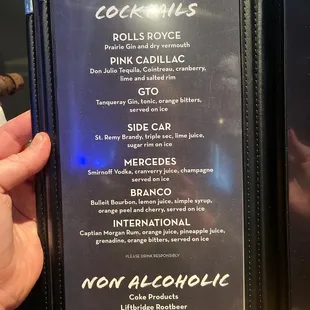 COCKTAILS
ROLLS ROYCE
Prairie Gin and dry vermouth
PINK CADILLAC
Don Julio Tequila, Cointreau, cranberry,
lime and salted rim
GTO
Tanqueray Gin, tonic, orange bitters,
served on ice
SIDE CAR
St. Remy Brandy, triple sec, lime juice,
sugar rim on ice
MERCEDES
Smirnoff Vodka, cranberry juice, champagne
served on ice
BRANCO
Bulleit Bourbon, lemon juice, simple syrup,
orange peel and cherry, served on ice
INTERNATIONAL
Captian Morgan Rum, orange juice, pineapple juice,
grenadine, orange bitters, served on ice
PLEASE DRINK RESPONSIBLY
NON ALCOHOLIC
Coke Products
Liftbridge Rootbeer